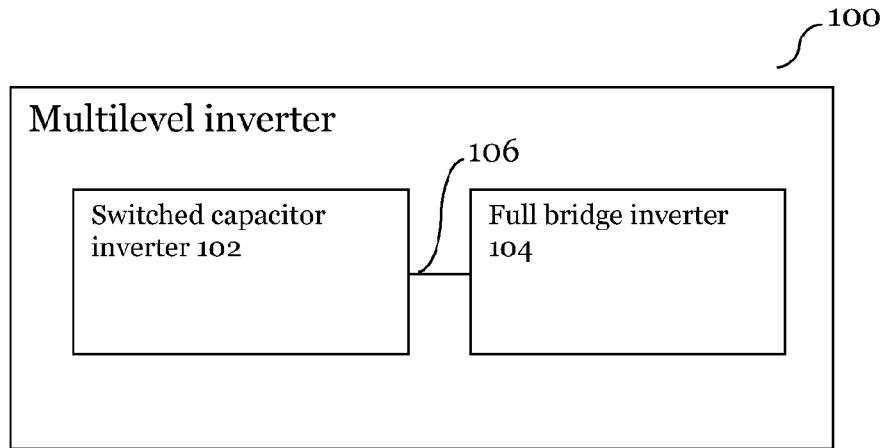 100
Multilevel inverter
106
Switched capacitor
inverter 102
Full bridge inverter
104